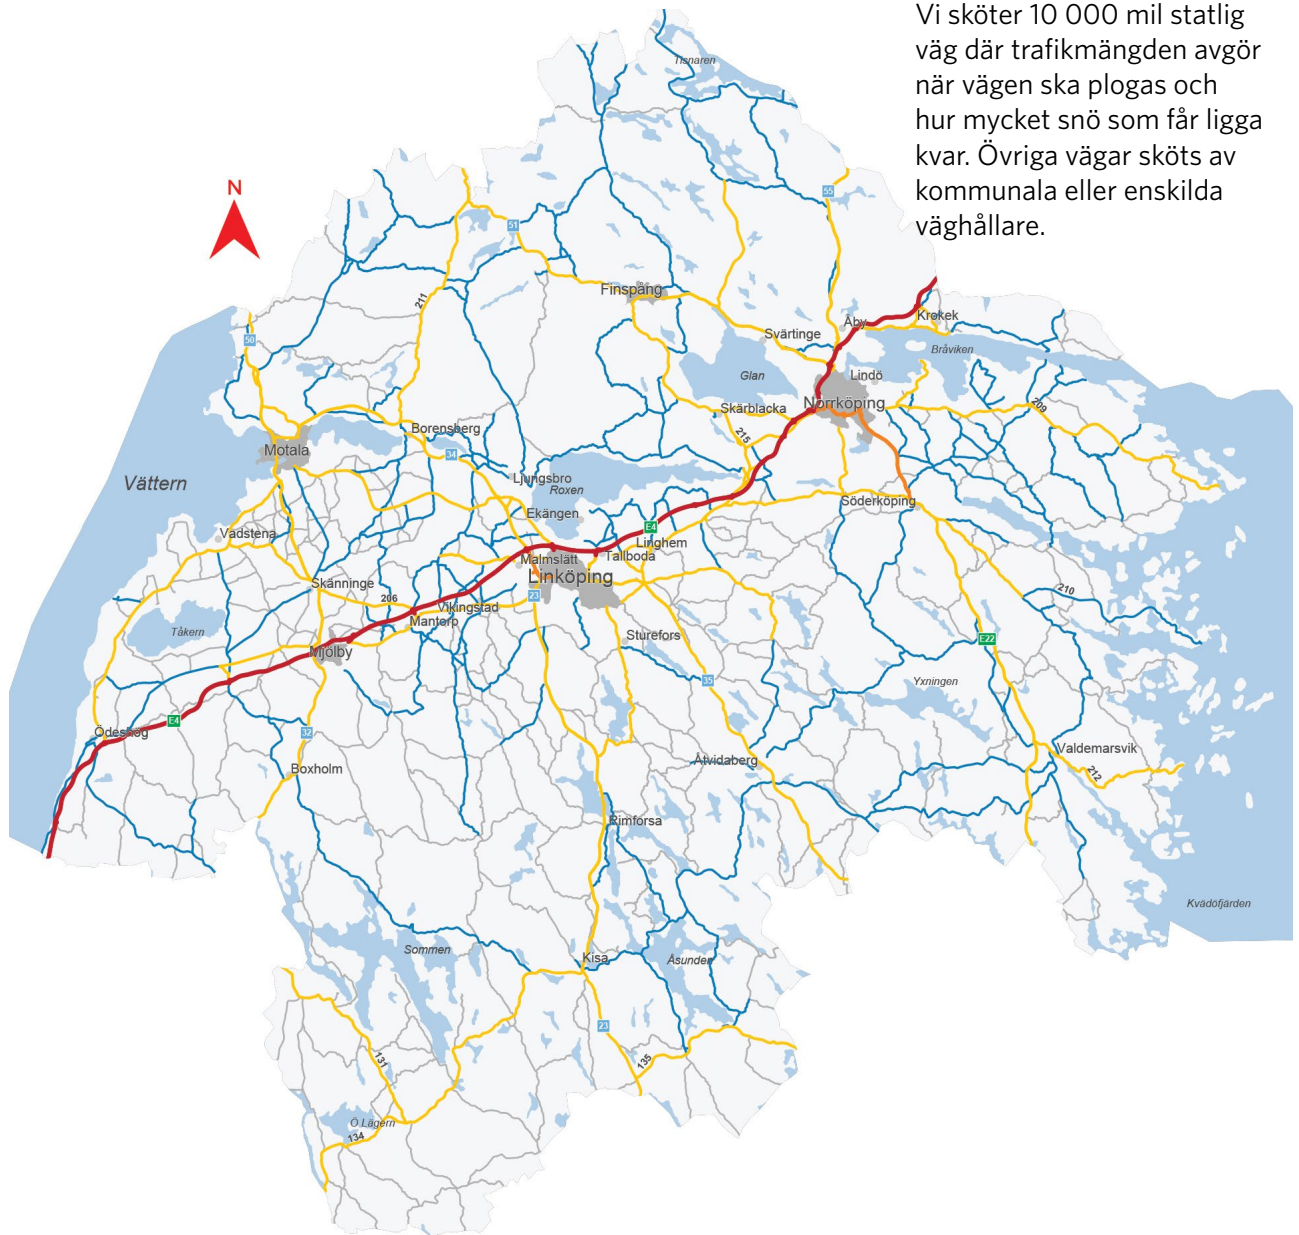 Vi sköter 10 000 mil statlig
väg där trafikmängden avgör
när vägen ska plogas och
hur mycket snö som får ligga
kvar. Övriga vägar sköts av
kommunala eller enskilda
väghållare.
Tisnaren
N
55
51
Finspång
211
Krokek
Åby
Svärtinge
50
Bråviken
Glan
Lindö
Norrköping
Skärblacka
209
Borensberg
215
Motala
34
Ljungsbro
Roxen
Vättern
Söderköping
Ekängen
E4
Vadstena
Linghem
Tallboda
Malmslätt
Linköping
Skänninge
206
23
210
Vikingstad
Mantorp
Tåkern
Sturefors
E22
Mjölby
35
Yxningen
E4
Ödeshög
32
Valdemarsvik
Åtvidaberg
Boxholm
212
Rimforsa
Kvädöfjärden
Sommen
Kisa
Åsunden
23
131
135
Ö Lägern
134